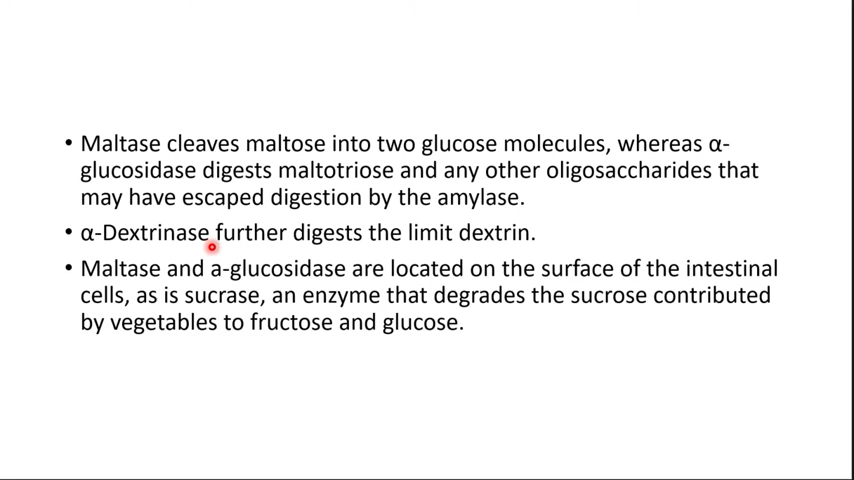 • Maltase cleaves maltose into two glucose molecules, whereas α-
glucosidase digests maltotriose and any other oligosaccharides that
may have escaped digestion by the amylase.
• α-Dextrinase further digests the limit dextrin.
• Maltase and a-glucosidase are located on the surface of the intestinal
cells, as is sucrase, an enzyme that degrades the sucrose contributed
by vegetables to fructose and glucose.